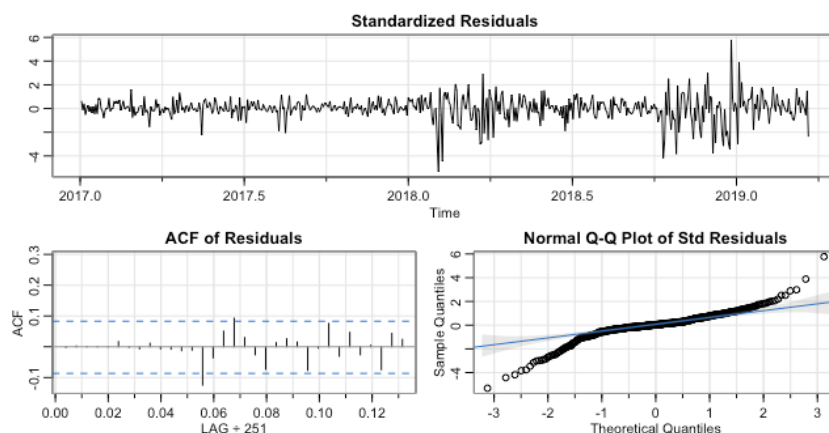 Standardized Residuals
6
4
2
0
-4
2017.0 2017.5 2018.0 2018.5 2019.0
Time
ACF of Residuals
ACF
0.3
0.2
0.1
-0.1
0.00 0.02 0.04 0.06 0.08 0.10 0.12
LAG ÷ 251
Normal Q-Q Plot of Std Residuals
Sample Quantiles
6
4
2
0
-4
-3 -2 -1 0 1 2 3
Theoretical Quantiles